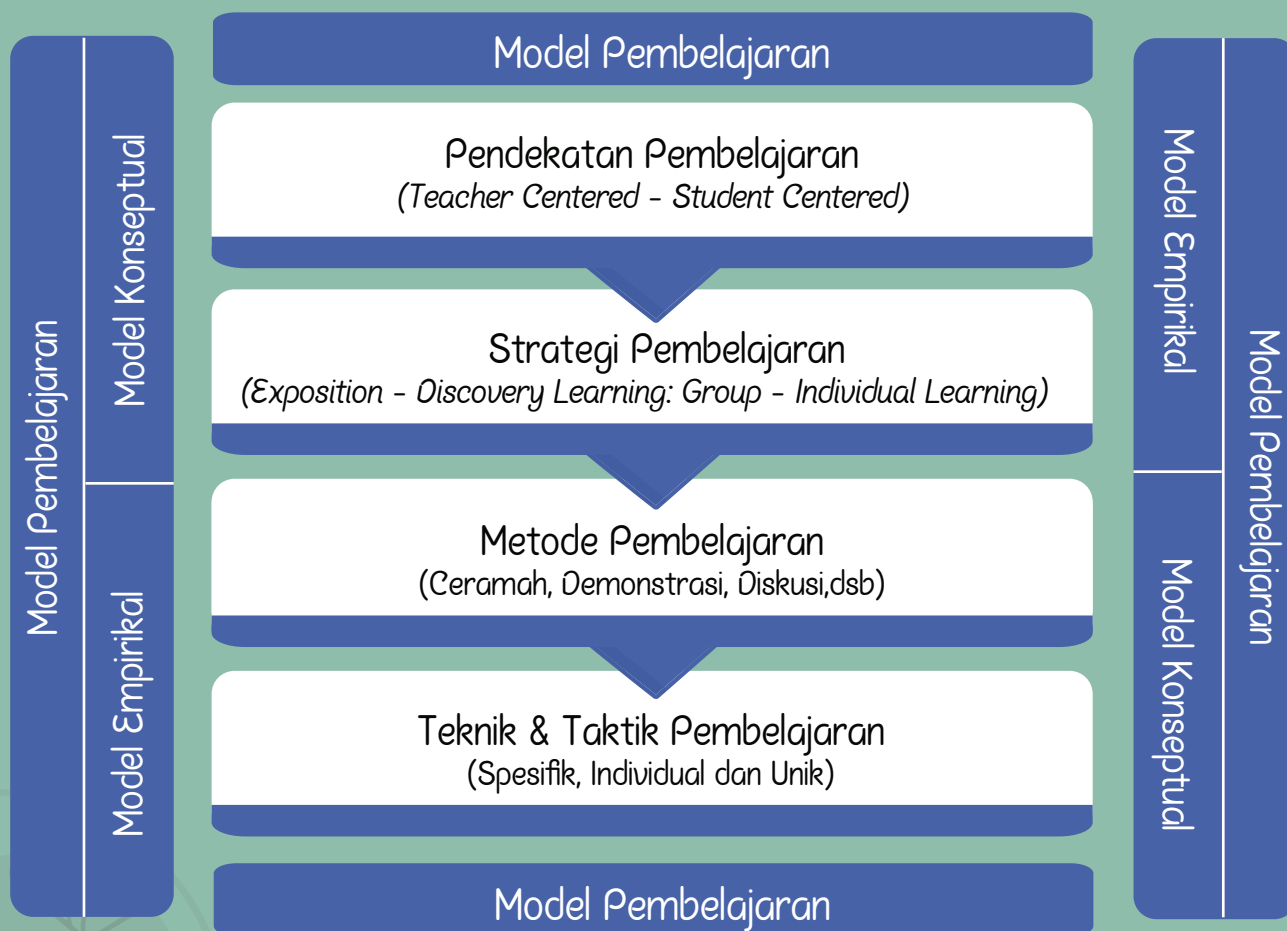 Model Pembelajaran
Model Pembelajaran
Model Konseptual
Model Empirikal
Pendekatan Pembelajaran
(Teacher Centered - Student Centered)
Strategi Pembelajaran
(Exposition - Discovery Learning: Group - Individual Learning)
Metode Pembelajaran
(Ceramah, Demonstrasi, Diskusi,dsb)
Teknik & Taktik Pembelajaran
(Spesifik, Individual dan Unik)
Model Pembelajaran
Model Empirikal
Model Konseptual
Model Pembelajaran